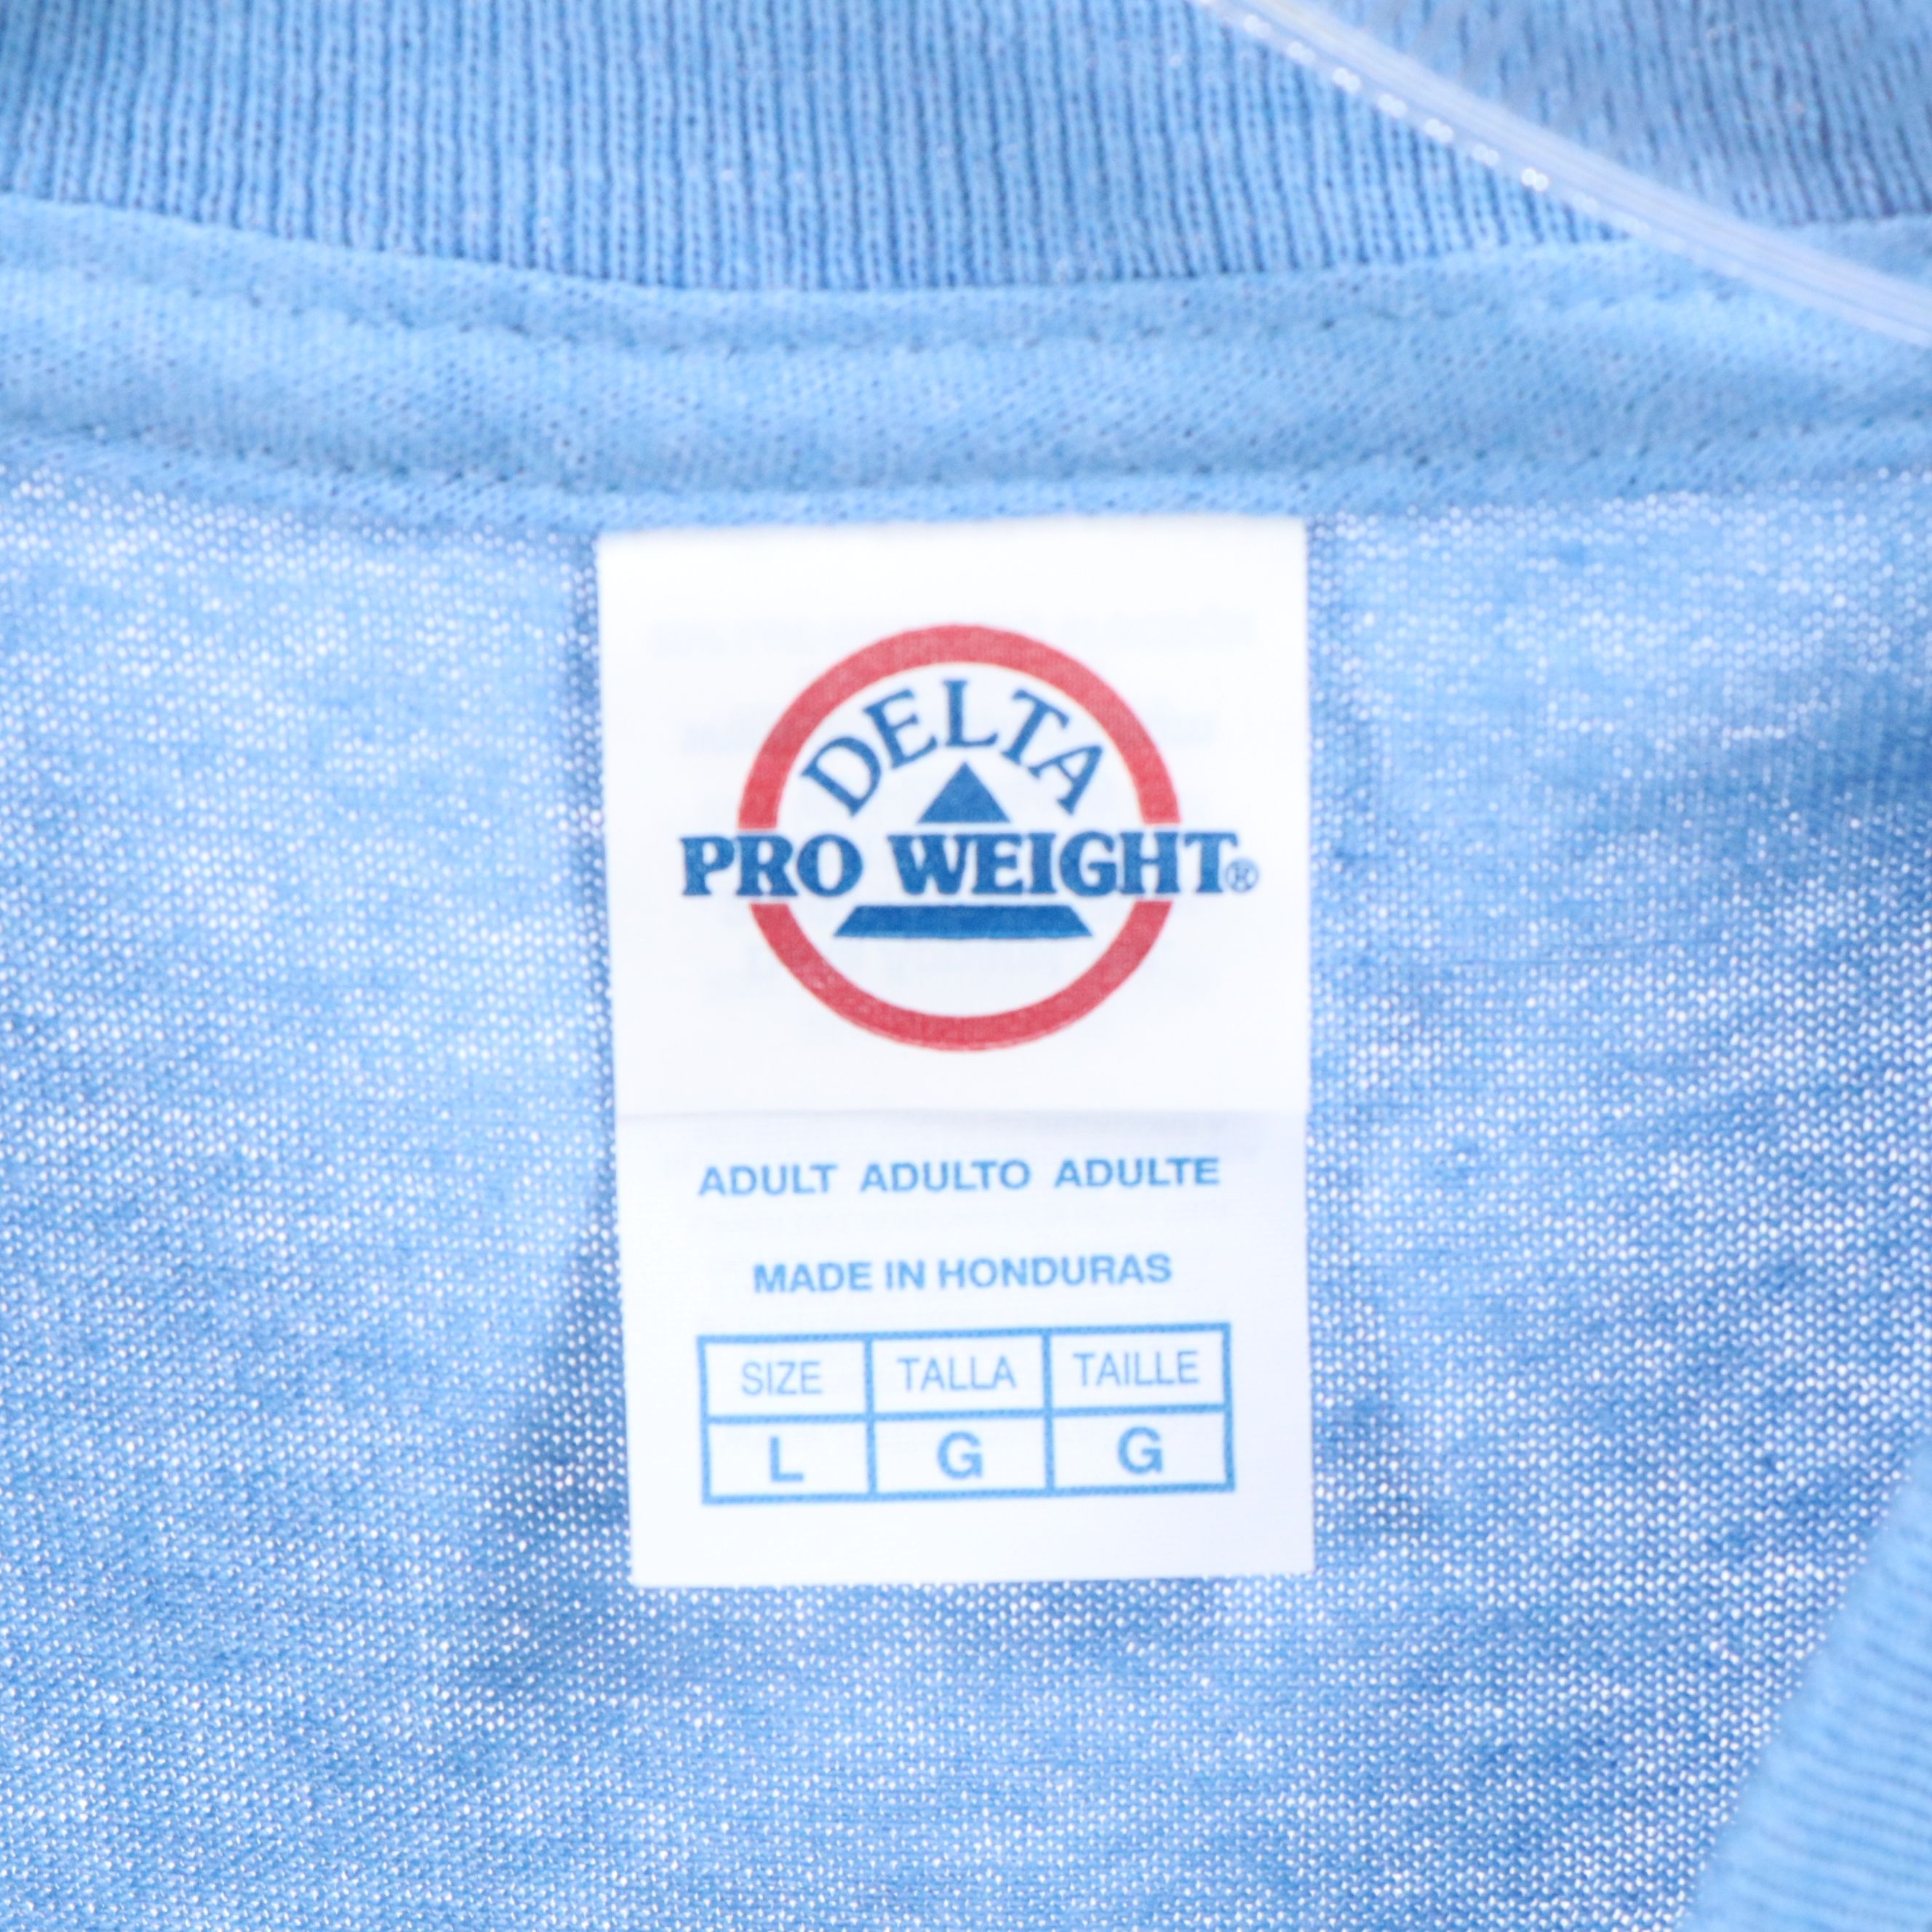 DELTA
PRO WEIGHT®
ADULT ADULTO ADULTE
MADE IN HONDURAS
SIZE TALLA TAILLE
L G G